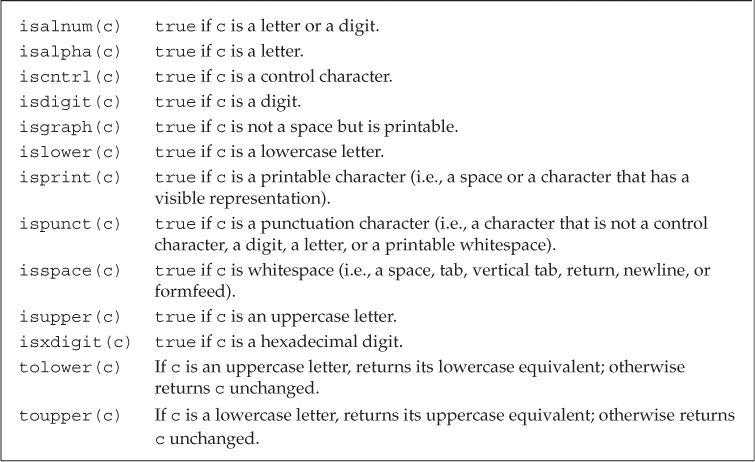 isalnum(c) true if c is a letter or a digit.
isalpha(c) true if c is a letter.
iscntrl(c) true if c is a control character.
isdigit(c) true if c is a digit.
isgraph(c) true if c is not a space but is printable.
islower(c) true if c is a lowercase letter.
isprint(c) true if c is a printable character (i.e., a space or a character that has a
visible representation).
ispunct(c) true if c is a punctuation character (i.e., a character that is not a control
character, a digit, a letter, or a printable whitespace).
isspace(c) true if c is whitespace (i.e., a space, tab, vertical tab, return, newline, or
formfeed).
isupper(c) true if c is an uppercase letter.
isxdigit(c) true if c is a hexadecimal digit.
tolower(c) If c is an uppercase letter, returns its lowercase equivalent; otherwise
returns c unchanged.
toupper(c) If c is a lowercase letter, returns its uppercase equivalent; otherwise returns
c unchanged.